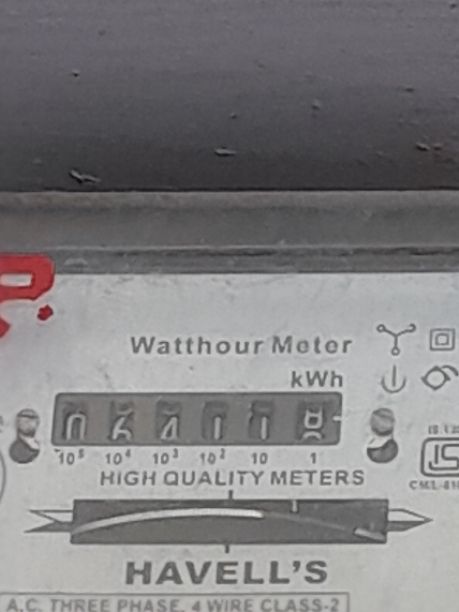 P.
Watthour Meter
kWh
10⁵ 10⁴ 10³ 10² 10 1
HIGH QUALITY METERS
HAVELL'S
A.C. THREE PHASE, 4 WIRE CLASS-2